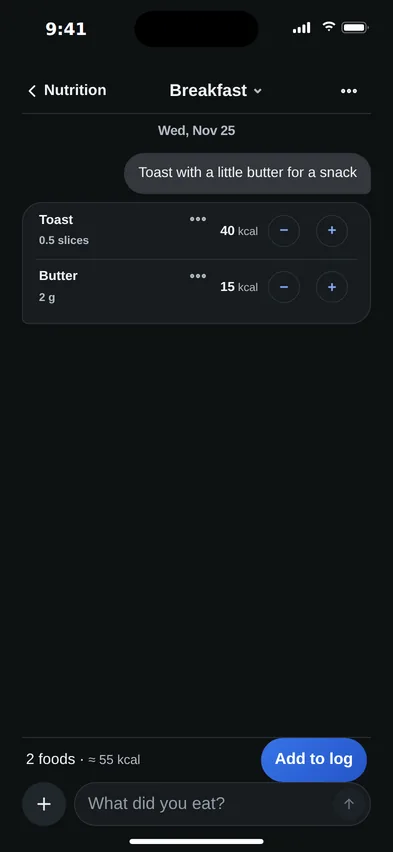 9:41
Nutrition
Breakfast
Wed, Nov 25
Toast with a little butter for a snack
Toast
40 kcal
0.5 slices
Butter
15 kcal
2 g
2 foods · ≈ 55 kcal
Add to log
What did you eat?